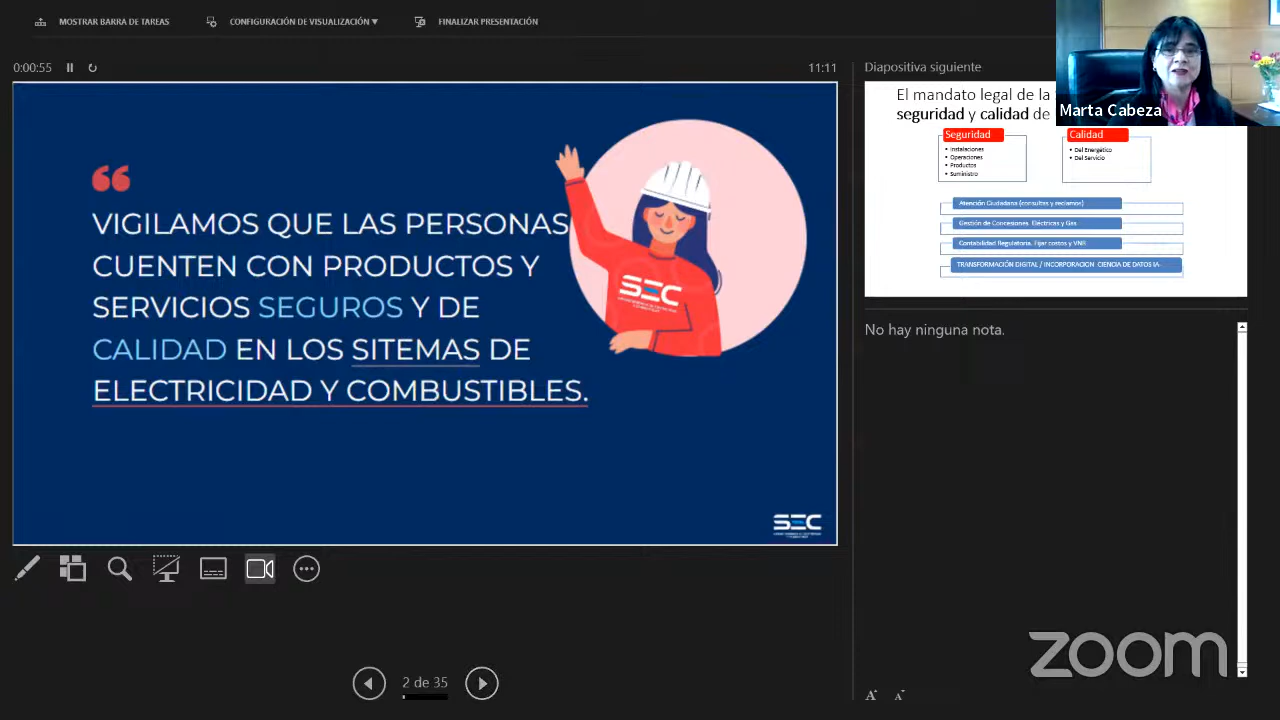 MOSTRAR BARRA DE TAREAS
CONFIGURACIÓN DE VISUALIZACIÓN ▼
FINALIZAR PRESENTACIÓN
0:00:55
11:11
“
VIGILAMOS QUE LAS PERSONAS
CUENTEN CON PRODUCTOS Y
SERVICIOS SEGUROS Y DE
CALIDAD EN LOS SITEMAS DE
ELECTRICIDAD Y COMBUSTIBLES.
SEC
SEC
2 de 35
Diapositiva siguiente
El mandato legal de la
seguridad y calidad de
Seguridad
• Instalaciones
• Operaciones
• Productos
• Suministro
Calidad
• Del Energético
• Del Servicio
Atención Ciudadana (consultas y reclamos)
Gestión de Concesiones. Eléctricas y Gas
Contabilidad Regulatoria. Fijar costos y VNR
TRANSFORMACIÓN DIGITAL / INCORPORACION CIENCIA DE DATOS IA
Marta Cabeza
No hay ninguna nota.
zoom
A
A